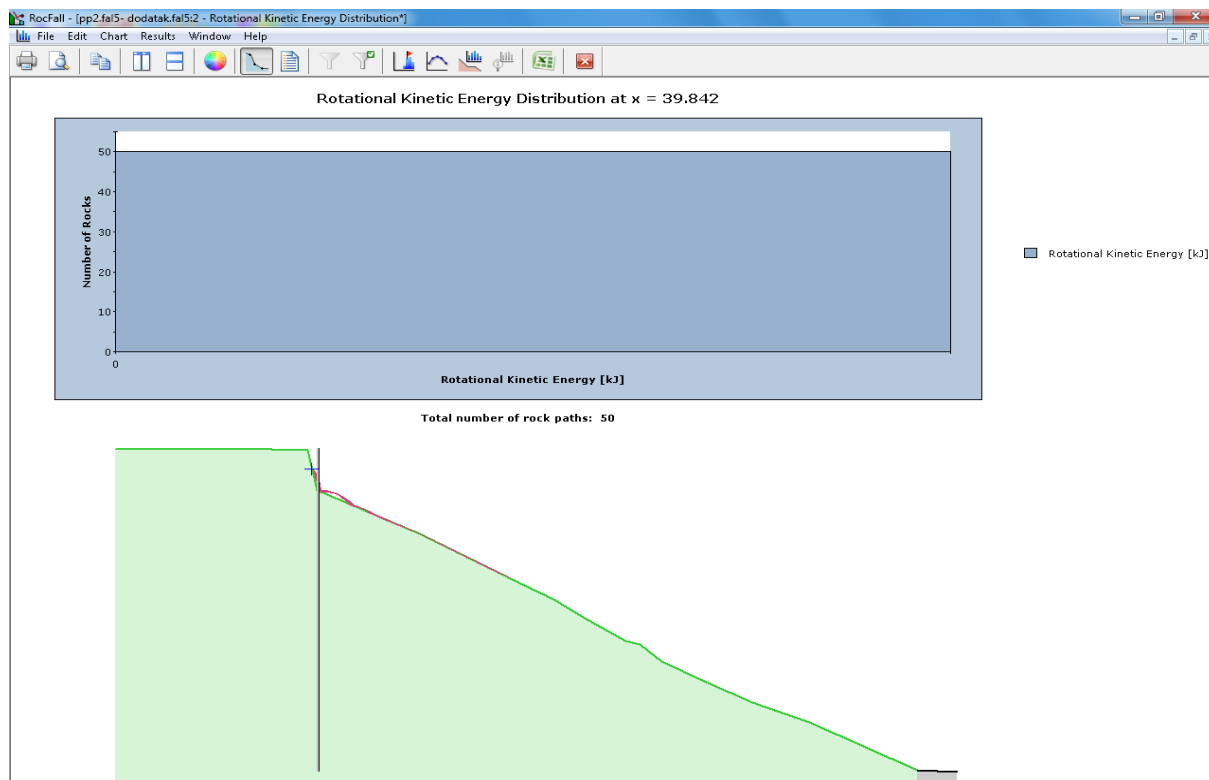 RocFall - [pp2.fal5- dodatak.fal5:2 - Rotational Kinetic Energy Distribution*]
File Edit Chart Results Window Help
Rotational Kinetic Energy Distribution at x = 39.842
50
40
30
20
10
0
Number of Rocks
0
Rotational Kinetic Energy [kJ]
Rotational Kinetic Energy [kJ]
Total number of rock paths: 50